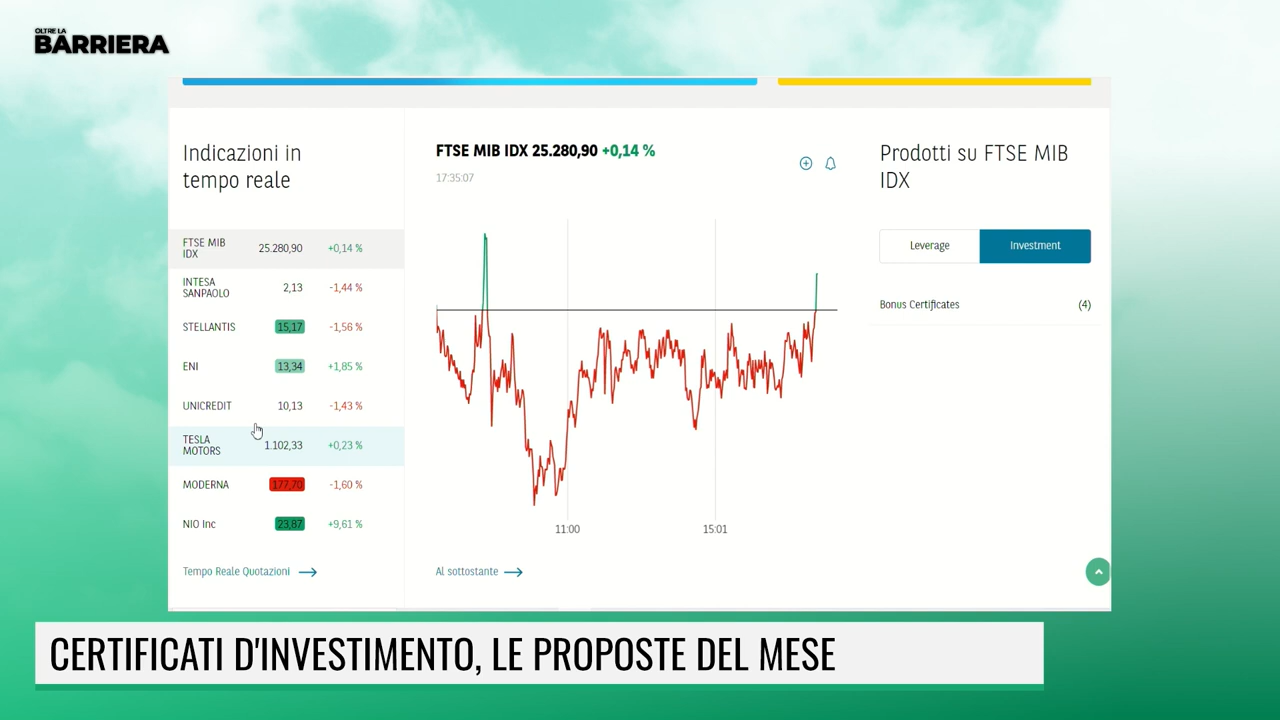 OLTRE LA
BARRIERA
Indicazioni in
tempo reale
FTSE MIB IDX 25.280,90 +0,14 %
17:35:07
Prodotti su FTSE MIB
IDX
Leverage
Investment
Bonus Certificates (4)
FTSE MIB
IDX 25.280,90 +0,14 %
INTESA
SANPAOLO 2,13 -1,44 %
STELLANTIS 15,17 -1,56 %
ENI 13,34 +1,85 %
UNICREDIT 10,13 -1,43 %
TESLA
MOTORS 1.102,33 +0,23 %
MODERNA 177,70 -1,60 %
NIO Inc 23,87 +9,61 %
11:00 15:01
Tempo Reale Quotazioni
Al sottostante
CERTIFICATI D'INVESTIMENTO, LE PROPOSTE DEL MESE